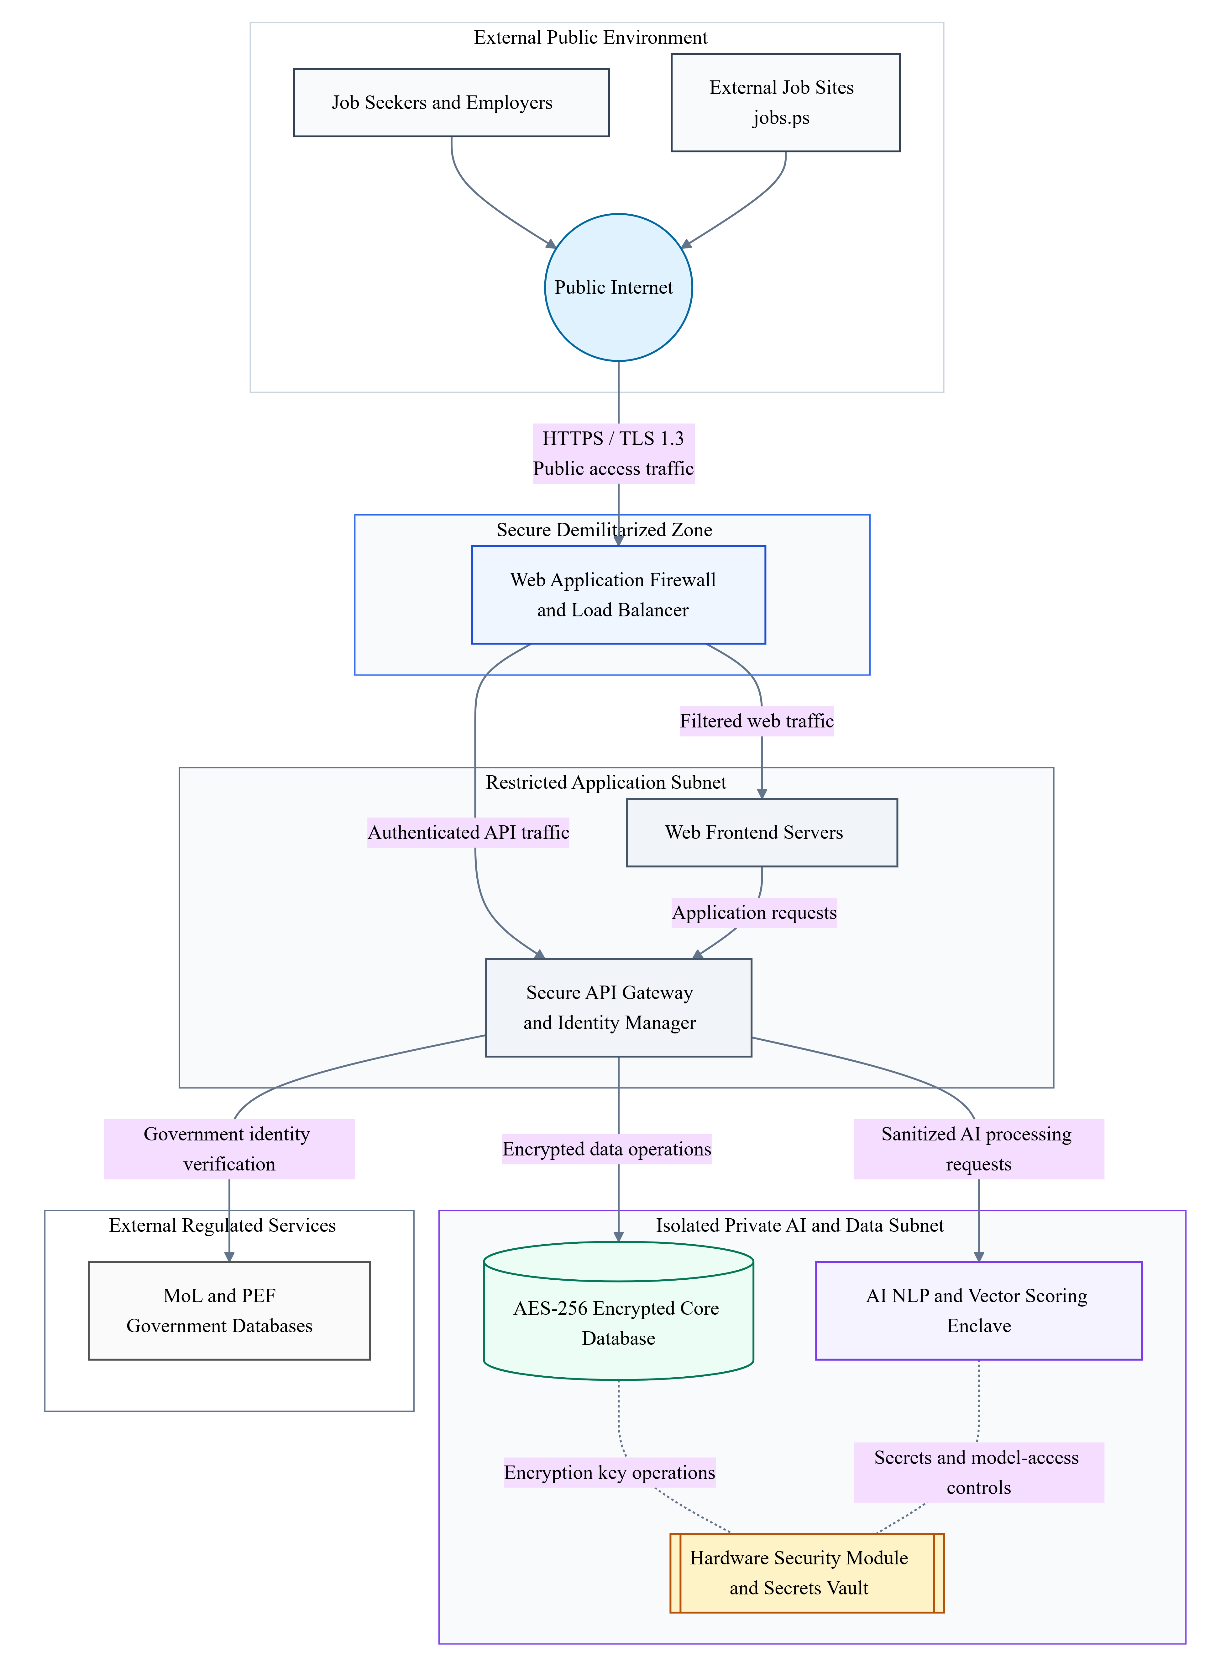 External Public Environment
Job Seekers and Employers
External Job Sites
jobs.ps
Public Internet
HTTPS / TLS 1.3
Public access traffic
Secure Demilitarized Zone
Web Application Firewall
and Load Balancer
Filtered web traffic
Restricted Application Subnet
Authenticated API traffic
Web Frontend Servers
Application requests
Secure API Gateway
and Identity Manager
Government identity
verification
Encrypted data operations
Sanitized AI processing
requests
External Regulated Services
MoL and PEF
Government Databases
Isolated Private AI and Data Subnet
AES-256 Encrypted Core
Database
AI NLP and Vector Scoring
Enclave
Encryption key operations
Secrets and model-access
controls
Hardware Security Module
and Secrets Vault